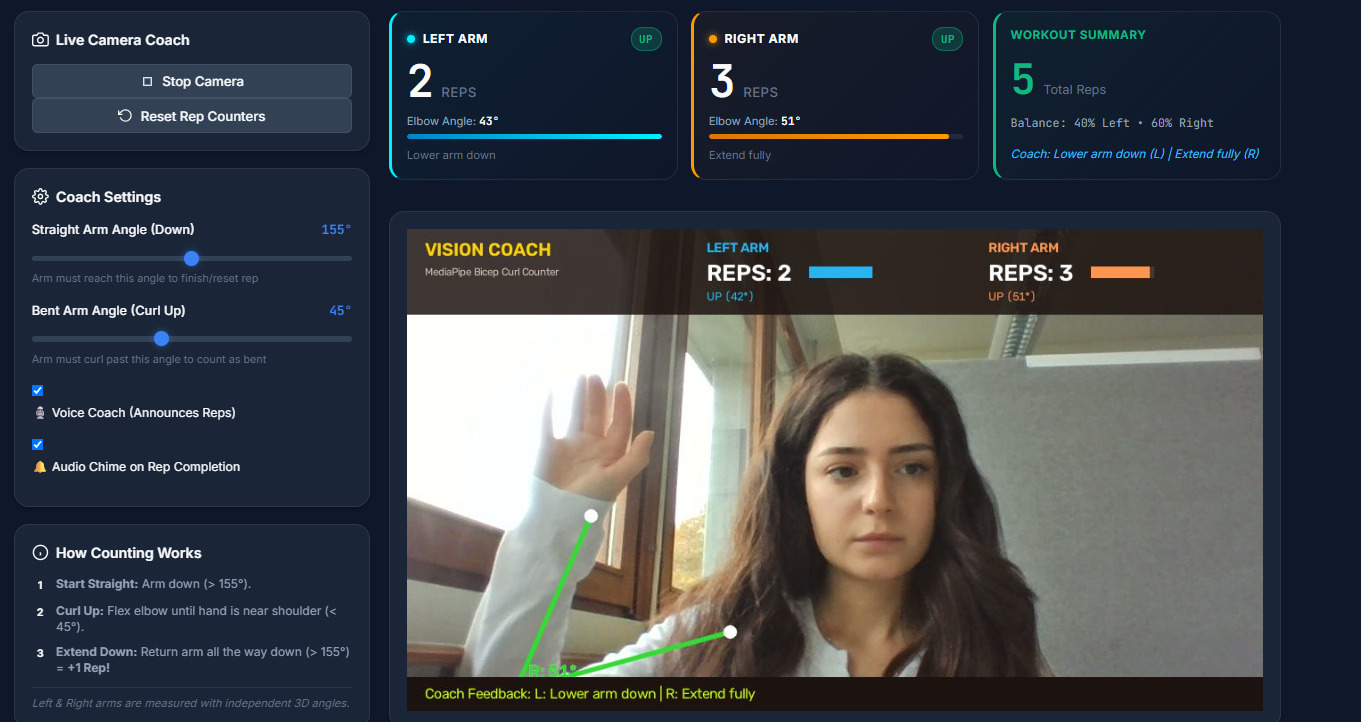 Live Camera Coach
Stop Camera
Reset Rep Counters
Coach Settings
Straight Arm Angle (Down) 155°
Arm must reach this angle to finish/reset rep
Bent Arm Angle (Curl Up) 45°
Arm must curl past this angle to count as bent
Voice Coach (Announces Reps)
Audio Chime on Rep Completion
How Counting Works
1 Start Straight: Arm down (> 155°).
2 Curl Up: Flex elbow until hand is near shoulder (<
45°).
3 Extend Down: Return arm all the way down (> 155°)
= +1 Rep!
Left & Right arms are measured with independent 3D angles.
LEFT ARM UP
2 REPS
Elbow Angle: 43°
Lower arm down
RIGHT ARM UP
3 REPS
Elbow Angle: 51°
Extend fully
WORKOUT SUMMARY
5 Total Reps
Balance: 40% Left • 60% Right
Coach: Lower arm down (L) | Extend fully (R)
VISION COACH
MediaPipe Bicep Curl Counter
LEFT ARM
REPS: 2
UP (42°)
RIGHT ARM
REPS: 3
UP (51°)
R: 51°
Coach Feedback: L: Lower arm down | R: Extend fully